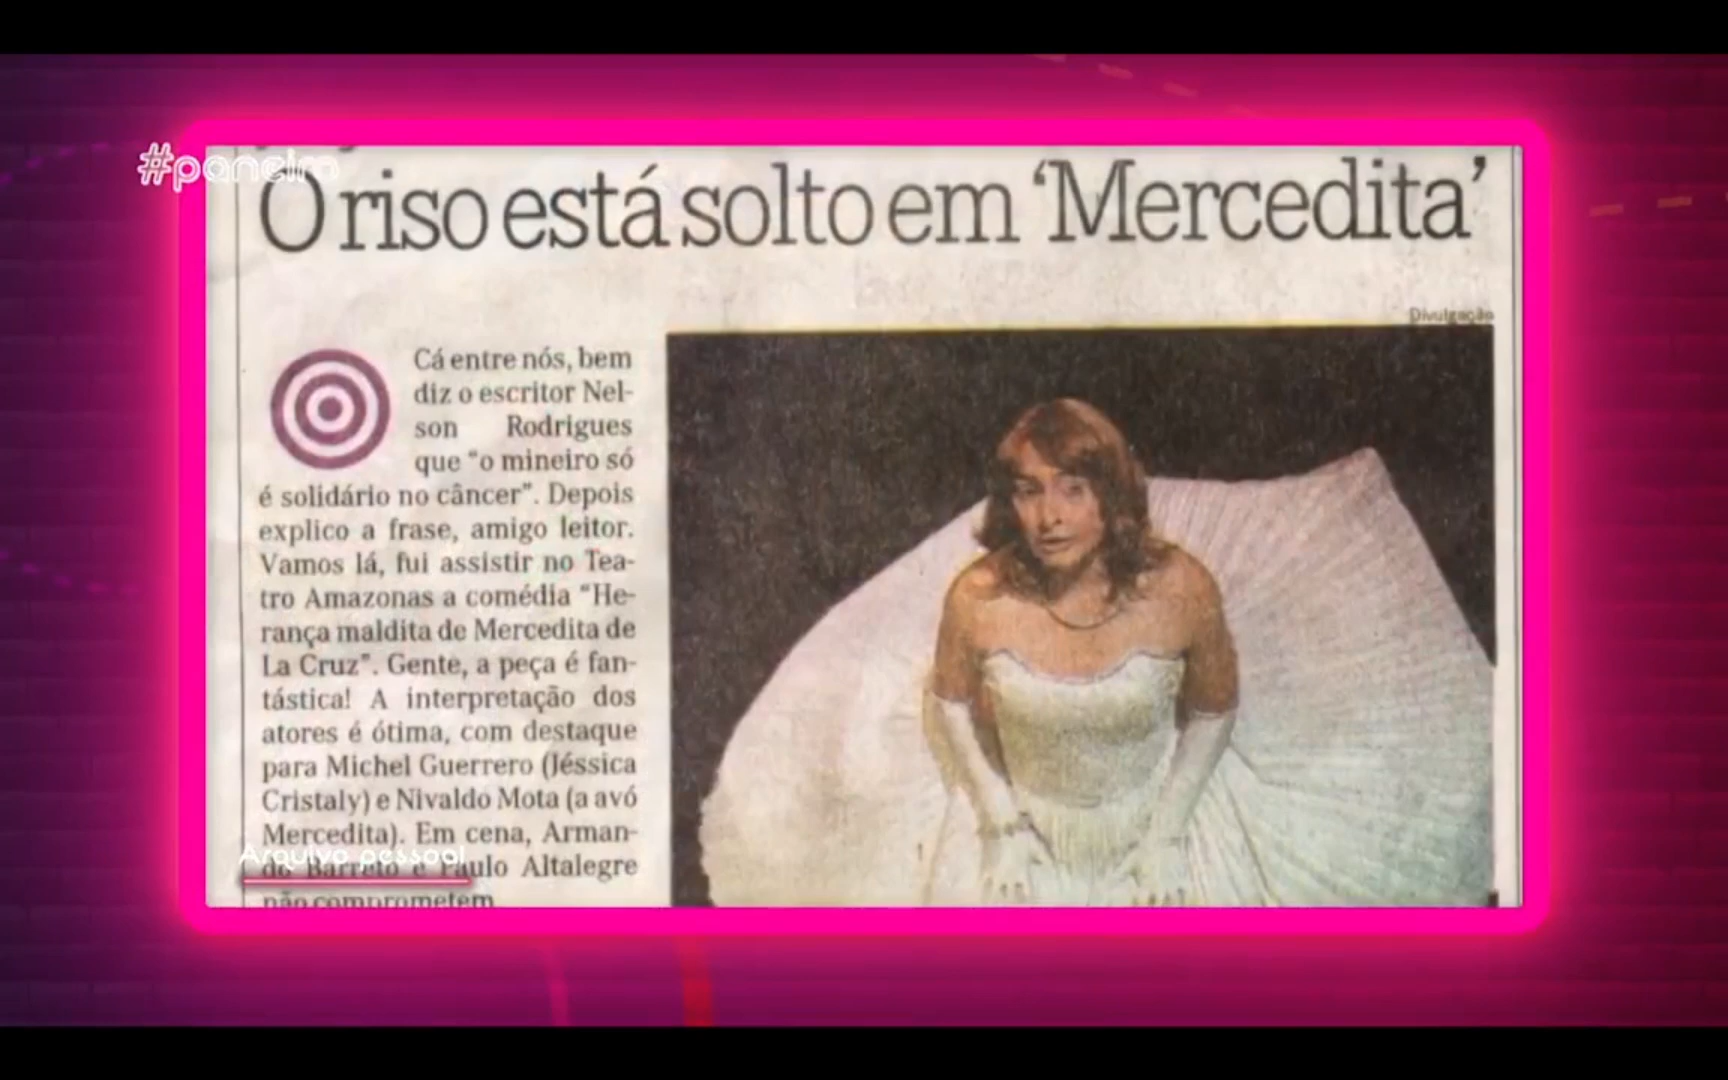 #paneiro
O riso está solto em ‘Mercedita’
Divulgação
Cá entre nós, bem
diz o escritor Nel-
son Rodrigues
que “o mineiro só
é solidário no câncer”. Depois
explico a frase, amigo leitor.
Vamos lá, fui assistir no Tea-
tro Amazonas a comédia “He-
rança maldita de Mercedita de
La Cruz”. Gente, a peça é fan-
tástica! A interpretação dos
atores é ótima, com destaque
para Michel Guerrero (Jéssica
Cristaly) e Nivaldo Mota (a avó
Mercedita). Em cena, Arman-
do Barreto e Paulo Altalegre
não comprometem
Arquivo pessoal